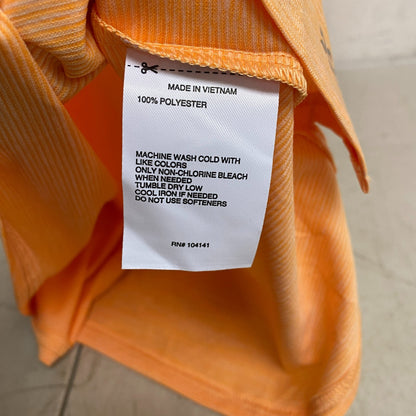 MADE IN VIETNAM
100% POLYESTER
MACHINE WASH COLD WITH
LIKE COLORS
ONLY NON-CHLORINE BLEACH
WHEN NEEDED
TUMBLE DRY LOW
COOL IRON IF NEEDED
DO NOT USE SOFTENERS
RN# 104141